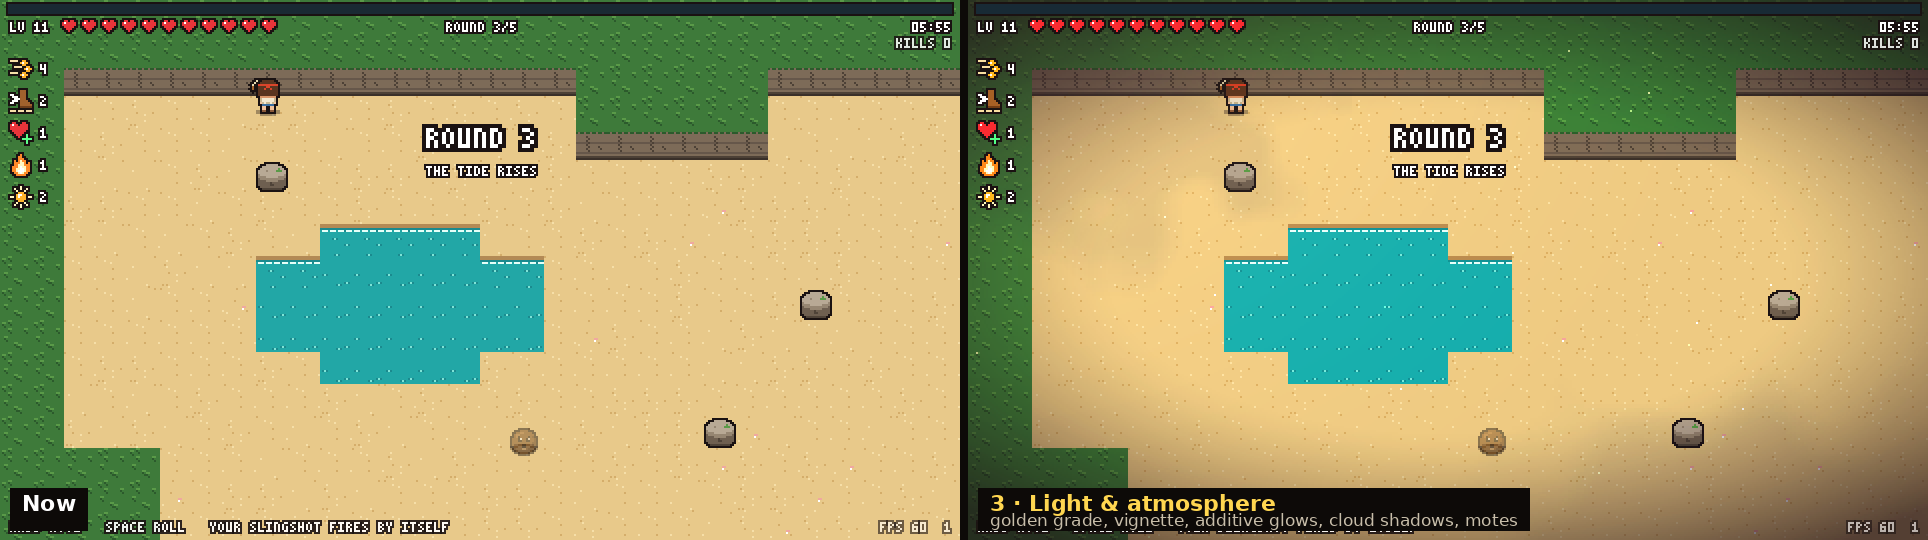 LV 11
ROUND 3/5
05:55
KILLS 0
4
2
1
1
2
ROUND 3
THE TIDE RISES
Now
SPACE ROLL YOUR SLINGSHOT FIRES BY ITSELF
FPS 60 1
LV 11
ROUND 3/5
05:55
KILLS 0
4
2
1
1
2
ROUND 3
THE TIDE RISES
3 · Light & atmosphere
golden grade, vignette, additive glows, cloud shadows, motes
FPS 60 1